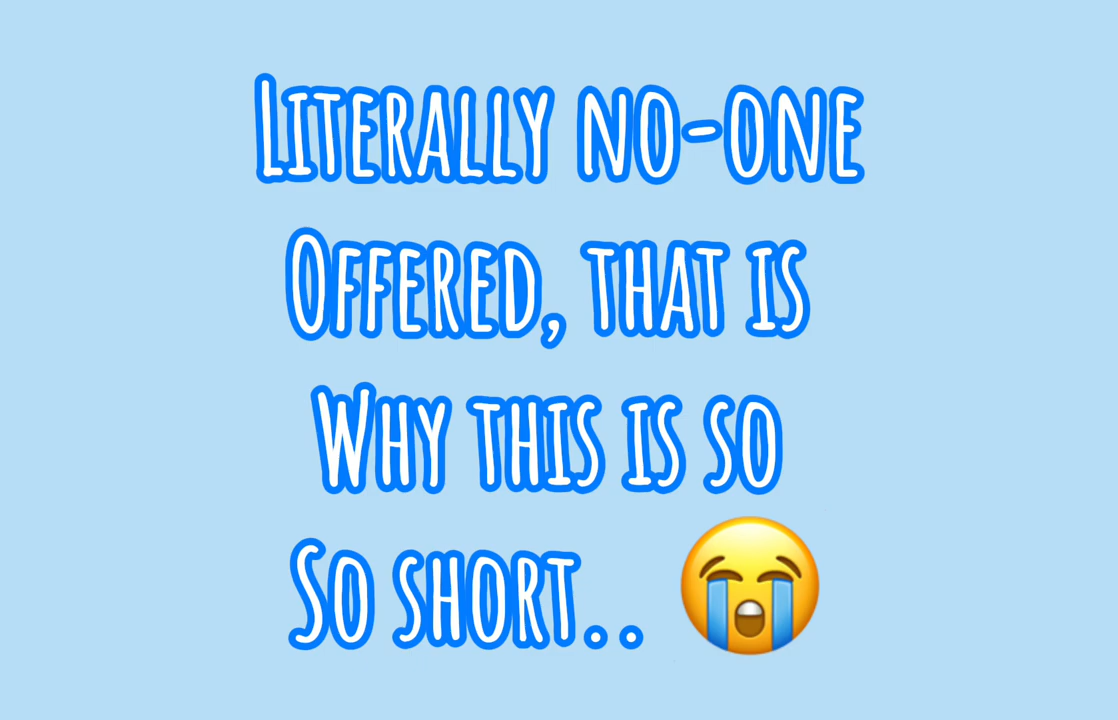 Literally no-one
Offered, that is
Why this is so
So short.. 😭